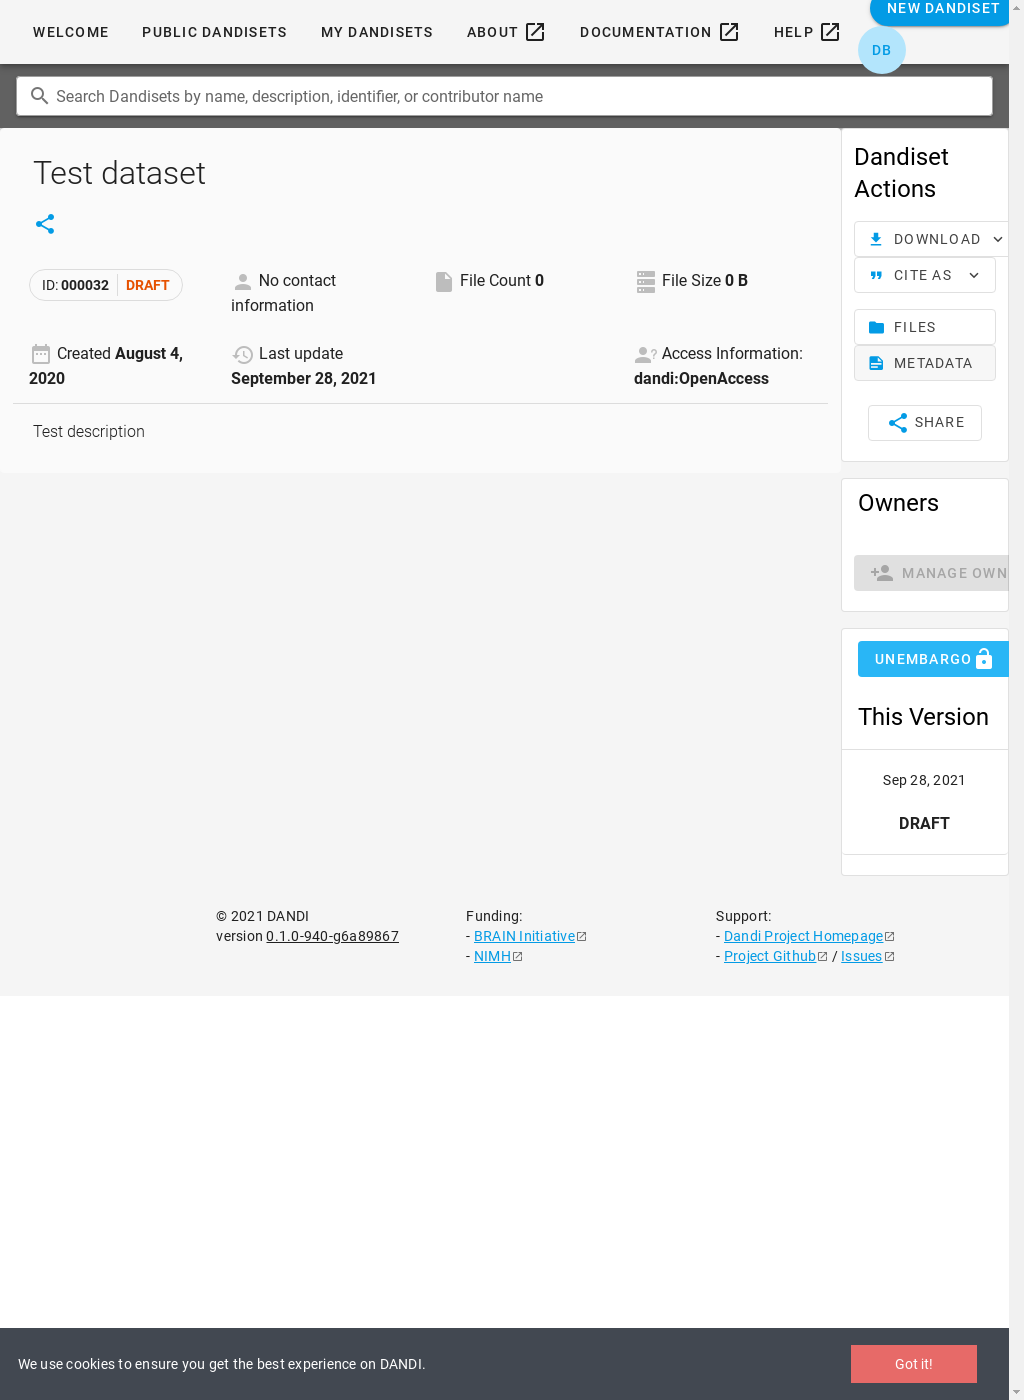 WELCOME PUBLIC DANDISETS MY DANDISETS ABOUT DOCUMENTATION HELP NEW DANDISET
DB
Search Dandisets by name, description, identifier, or contributor name
Test dataset
ID: 000032 DRAFT
No contact
information
File Count 0
File Size 0 B
Created August 4,
2020
Last update
September 28, 2021
Access Information:
dandi:OpenAccess
Test description
Dandiset
Actions
DOWNLOAD
CITE AS
FILES
METADATA
SHARE
Owners
MANAGE OWN
UNEMBARGO
This Version
Sep 28, 2021
DRAFT
© 2021 DANDI
version 0.1.0-940-g6a89867
Funding:
- BRAIN Initiative
- NIMH
Support:
- Dandi Project Homepage
- Project Github / Issues
We use cookies to ensure you get the best experience on DANDI.
Got it!